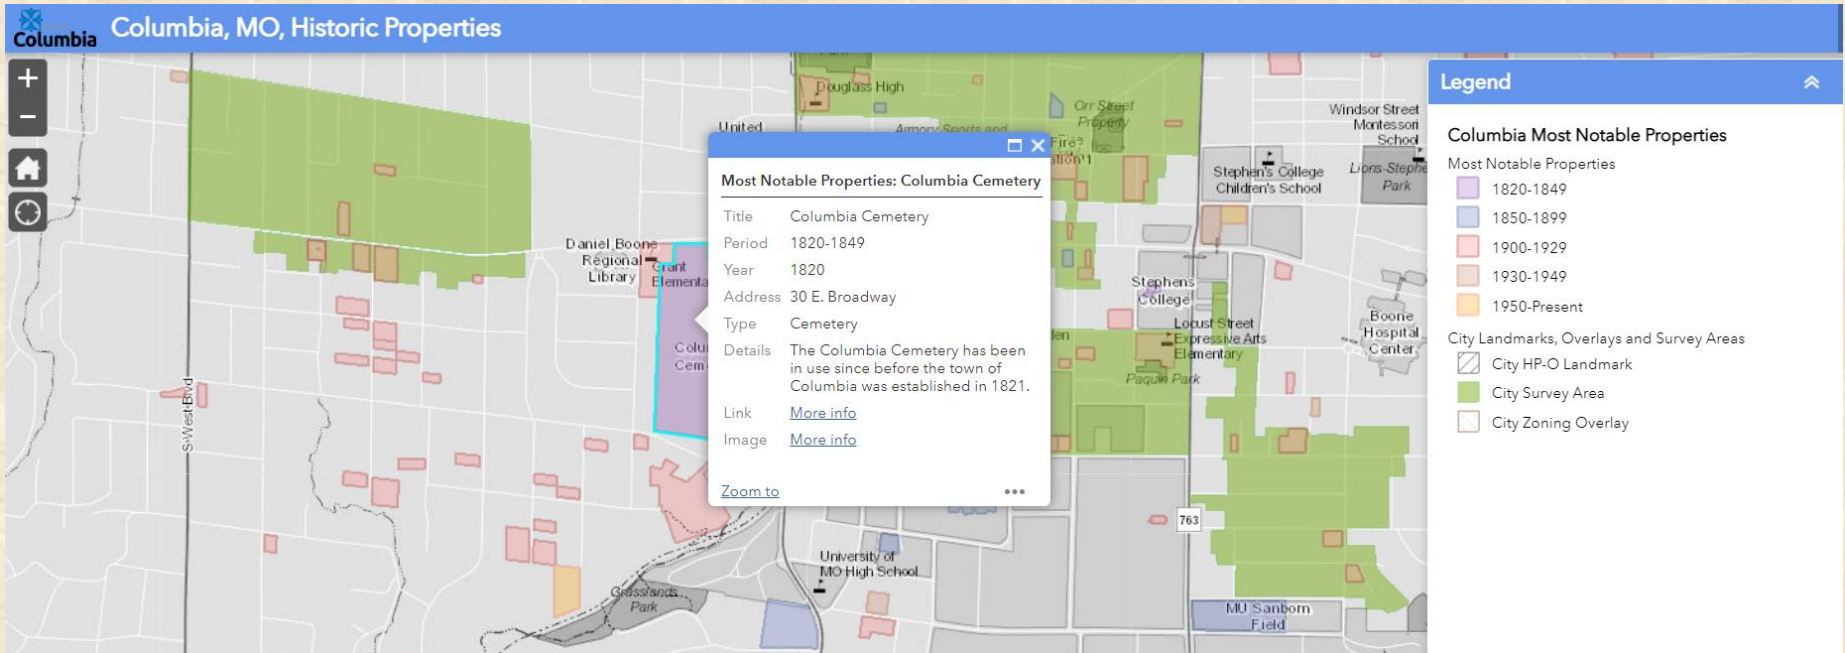 Columbia
Columbia, MO, Historic Properties
+
−
Legend
Columbia Most Notable Properties
Most Notable Properties
1820-1849
1850-1899
1900-1929
1930-1949
1950-Present
City Landmarks, Overlays and Survey Areas
City HP-O Landmark
City Survey Area
City Zoning Overlay
Most Notable Properties: Columbia Cemetery
Title Columbia Cemetery
Period 1820-1849
Year 1820
Address 30 E. Broadway
Type Cemetery
Details The Columbia Cemetery has been
in use since before the town of
Columbia was established in 1821.
Link More info
Image More info
Zoom to
Douglass High
United
Armory Sports and
Orr Street
Property
Windsor Street
Montessori
School
Stephen's College
Children's School
Park
Daniel Boone
Regional
Library
Grant
Stephens
College
Locust Street
Expressive Arts
Elementary
Paquin Park
Boone
Hospital
Center
S West Blvd
763
University of
MO High School
Grasslands
Park
MU Sanborn
Field